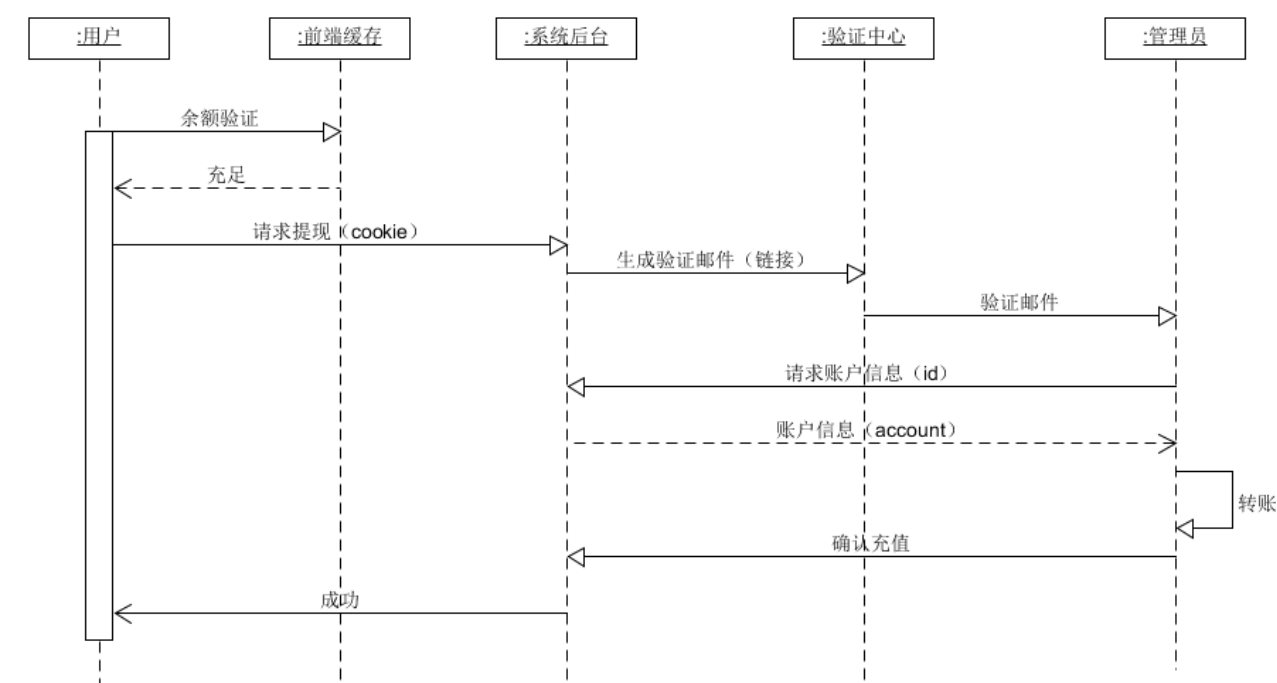 :用户
:前端缓存
:系统后台
:验证中心
:管理员
余额验证
充足
请求提现（cookie）
生成验证邮件（链接）
验证邮件
请求账户信息（id）
账户信息（account）
转账
确认充值
成功